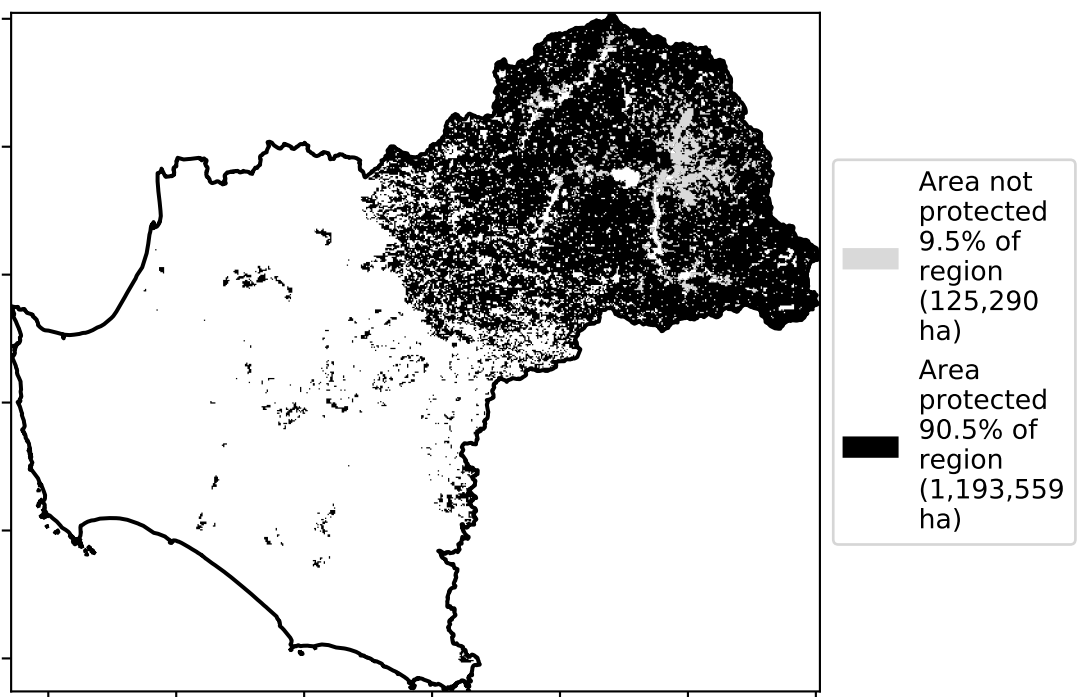 Area not
protected
9.5% of
region
(125,290
ha)
Area
protected
90.5% of
region
(1,193,559
ha)